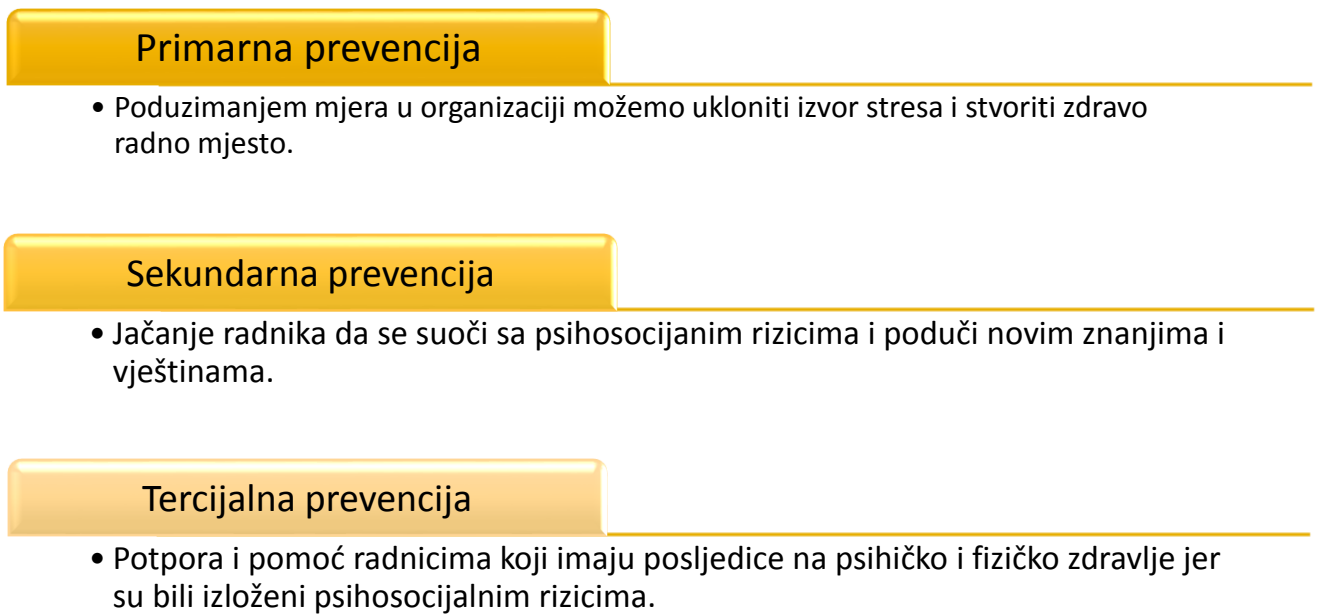 Primarna prevencija
• Poduzimanjem mjera u organizaciji možemo ukloniti izvor stresa i stvoriti zdravo
radno mjesto.
Sekundarna prevencija
• Jačanje radnika da se suoči sa psihosocijanim rizicima i poduči novim znanjima i
vještinama.
Tercijalna prevencija
• Potpora i pomoć radnicima koji imaju posljedice na psihičko i fizičko zdravlje jer
su bili izloženi psihosocijalnim rizicima.